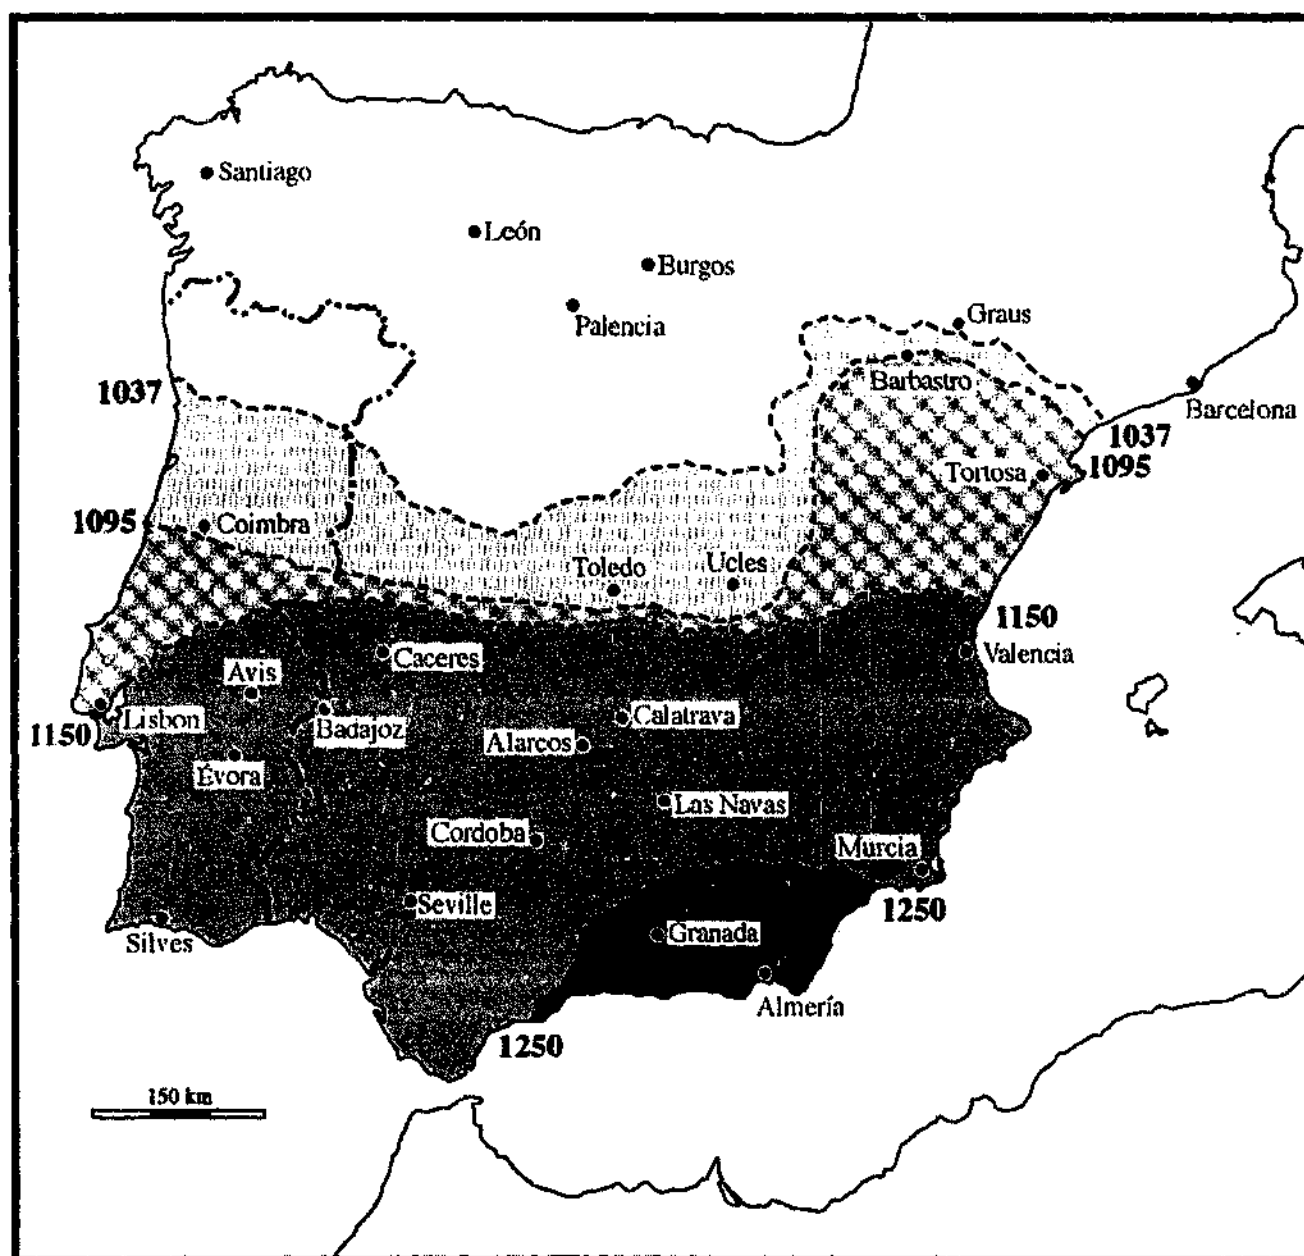 Santiago
León
Burgos
Palencia
Graus
Barbastro
Barcelona
1037
1037
Tortosa
1095
1095
Coimbra
Toledo
Ucles
1150
Valencia
Caceres
Avis
Lisbon
Badajoz
Calatrava
1150
Alarcos
Évora
Las Navas
Cordoba
Murcia
Seville
1250
Silves
Granada
Almería
1250
150 km